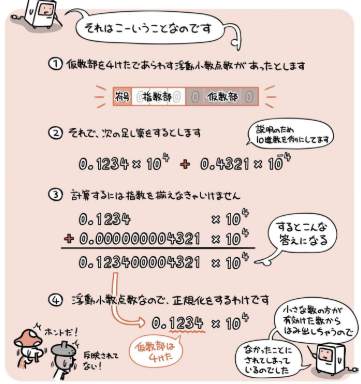 それはこーいうことなのです
① 仮数部を4けたであらわす浮動小数点数があったとします
符号 0 指数部 0 0 仮数部 0
② それで、次の足し算をするとします
説明のため
10進数を例にしてます
0.1234 × 10⁴ + 0.4321 × 10⁻⁴
③ 計算するには指数を揃えなきゃいけません
0.1234 × 10⁴
+ 0.000000004321 × 10⁴
0.123400004321 × 10⁴
するとこんな
答えになる
④ 浮動小数点数なので、正規化をするわけです
0.1234 × 10⁴
仮数部は
4けた
ホントだ!
反映されて
ない!
小さな数の方が
有効けた数から
はみ出しちゃうので
なかったことに
されてしまって
いるのでした